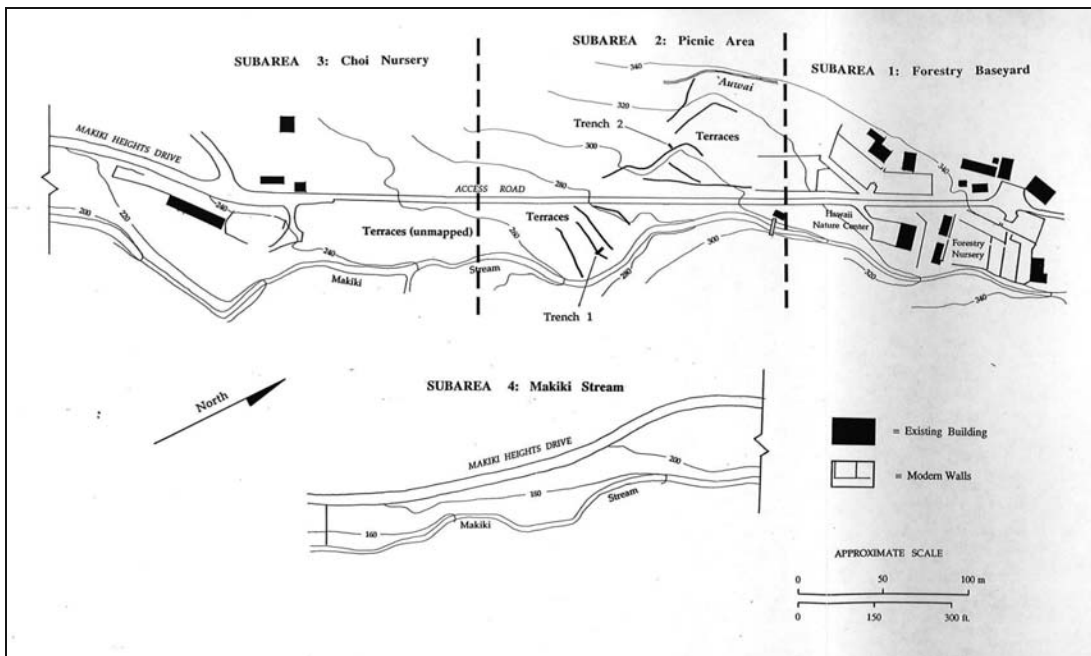 SUBAREA 3: Choi Nursery
SUBAREA 2: Picnic Area
SUBAREA 1: Forestry Baseyard
340
'Auwai
320
Trench 2
Terraces
300
340
MAKIKI HEIGHTS DRIVE
280
ACCESS ROAD
200
220
240
Terraces (unmapped)
260
Terraces
Hawaii
Nature Center
Forestry
Nursery
240
Makiki
Stream
280
300
320
340
Trench 1
North
SUBAREA 4: Makiki Stream
MAKIKI HEIGHTS DRIVE
200
180
Stream
160
Makiki
= Existing Building
= Modern Walls
APPROXIMATE SCALE
0 50 100 m
0 150 300 ft.